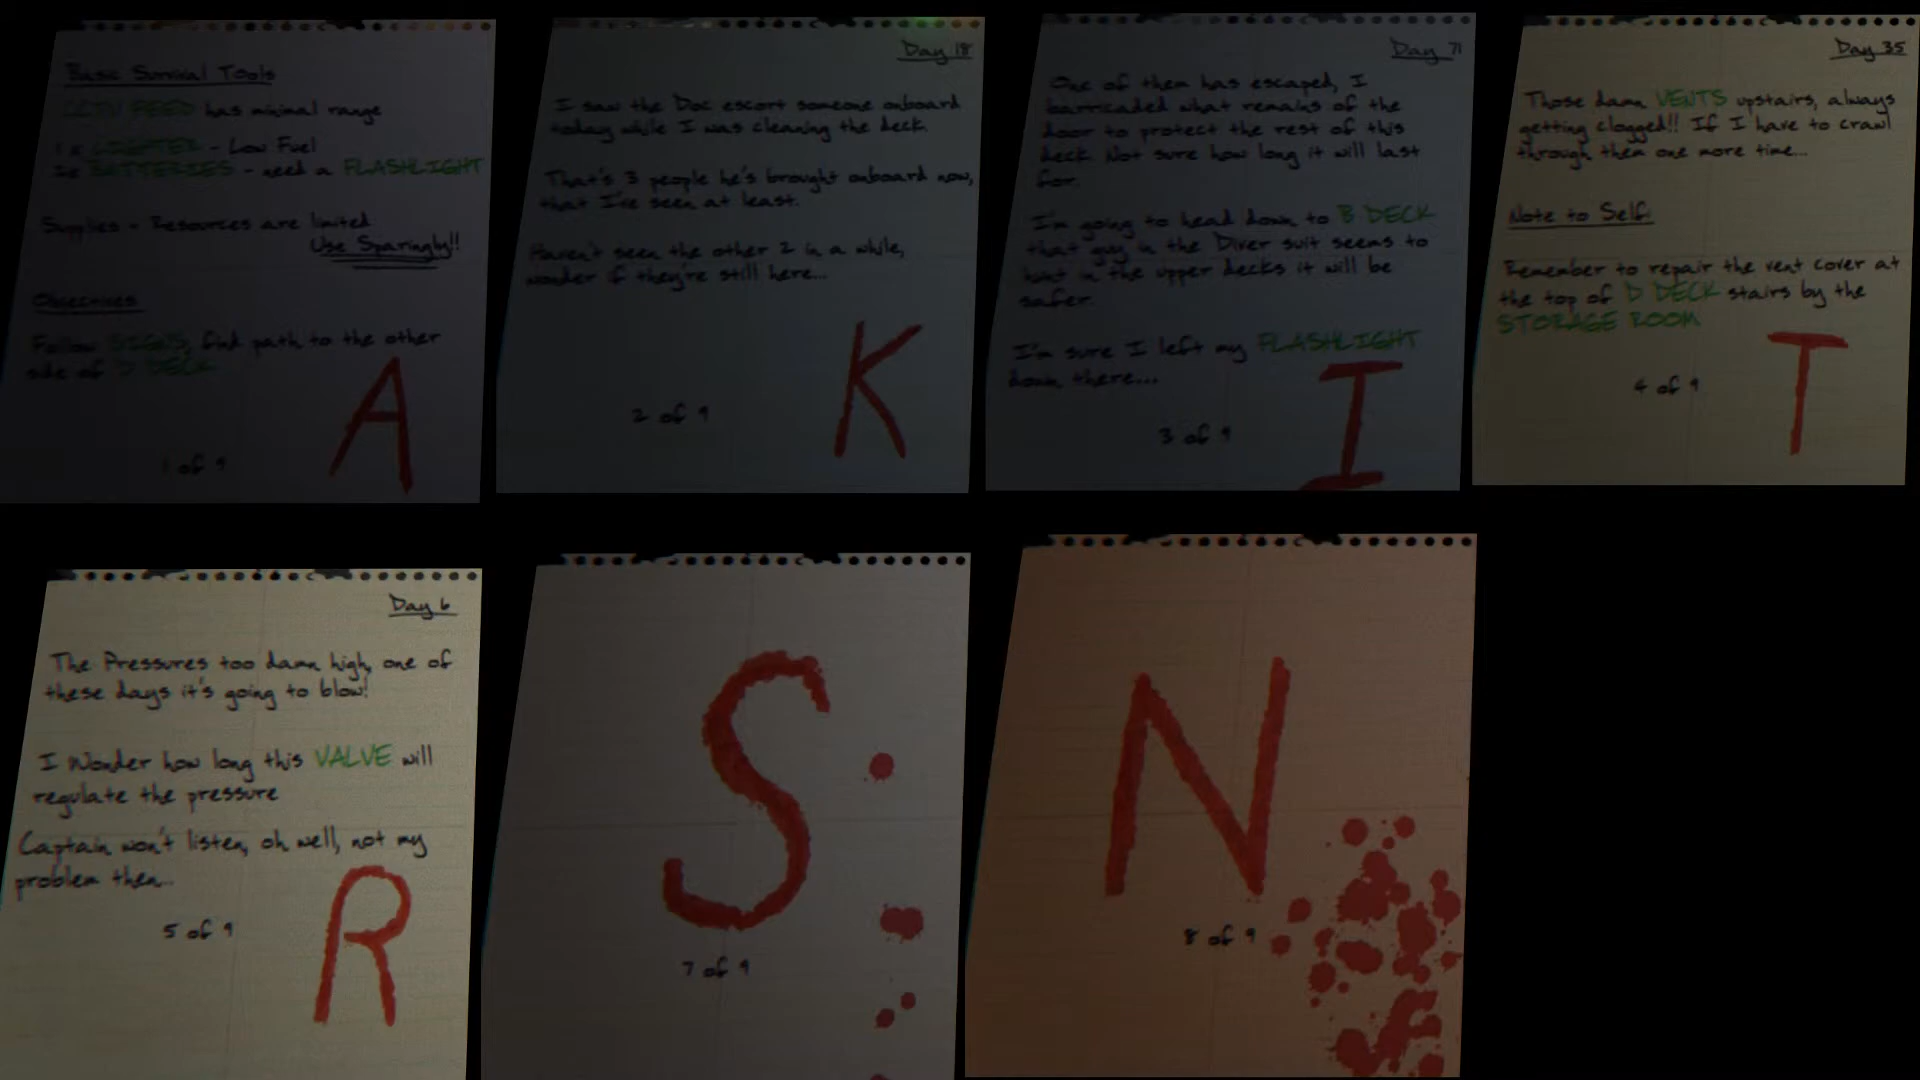 Basic Survival Tools
CCTV FEED has minimal range
1 x LIGHTER - Low Fuel
BATTERIES - need a FLASHLIGHT
Supplies - Resources are limited
Use Sparingly!!
Objectives
Follow SIGNS, find path to the other
side of D DECK
1 of 9
A
Day 18
I saw the Doc escort someone onboard
today while I was cleaning the deck.
That's 3 people he's brought onboard now,
that I've seen at least.
Haven't seen the other 2 in a while,
wonder if they're still here...
2 of 9
K
Day 71
One of them has escaped, I
barricaded what remains of the
door to protect the rest of this
deck. Not sure how long it will last
for.
I'm going to head down to B DECK
that guy in the Diver suit seems to
hunt in the upper decks it will be
safer.
I'm sure I left my FLASHLIGHT
down there...
3 of 9
I
Day 35
Those damn VENTS upstairs, always
getting clogged!! If I have to crawl
through them one more time...
Note to Self:
Remember to repair the vent cover at
the top of D DECK stairs by the
STORAGE ROOM
4 of 9
T
Day 6
The Pressures too damn high, one of
these days it's going to blow!
I Wonder how long this VALVE will
regulate the pressure
Captain won't listen, oh well, not my
problem then...
5 of 9
R
S
7 of 9
N
8 of 9